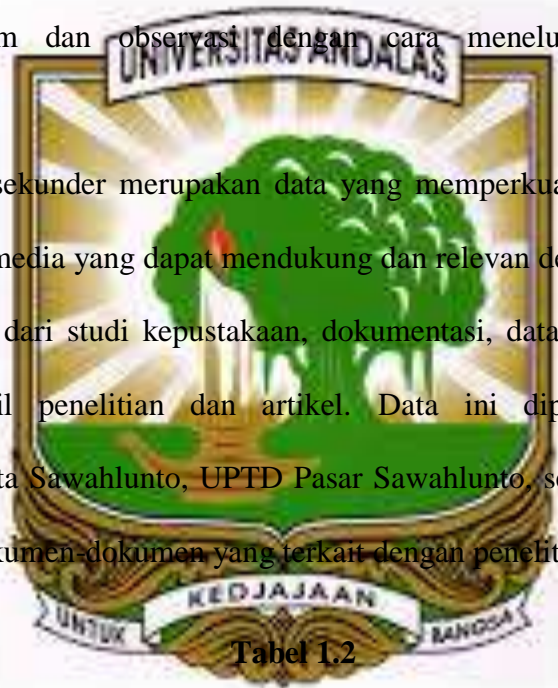 m dan observasi dengan cara menelu
UNIVERSITAS ANDALAS
sekunder merupakan data yang memperkua
media yang dapat mendukung dan relevan de
dari studi kepustakaan, dokumentasi, data
il penelitian dan artikel. Data ini dip
ta Sawahlunto, UPTD Pasar Sawahlunto, se
kumen-dokumen yang terkait dengan penelit
UNTUK KEDJAJAAN BANGSA
Tabel 1.2